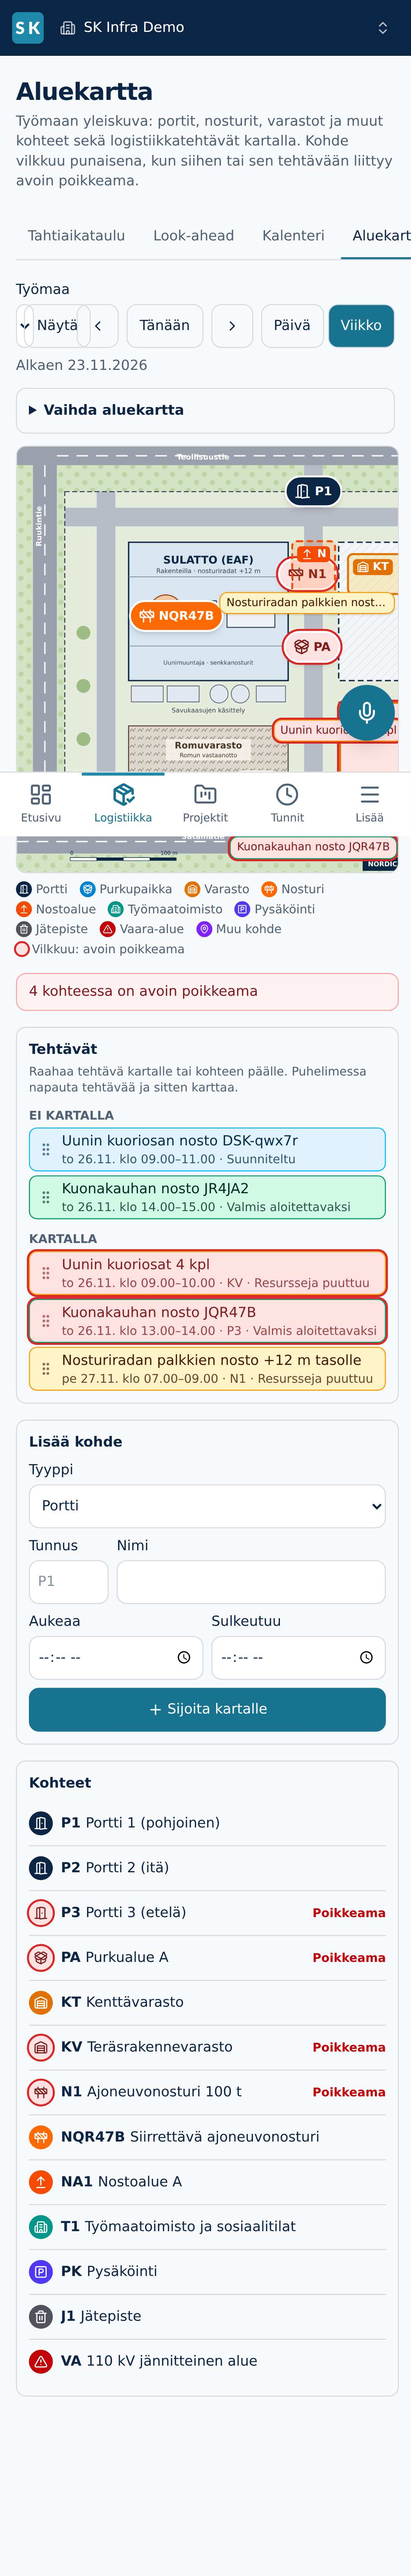 SK
SK Infra Demo
Aluekartta
Työmaan yleiskuva: portit, nosturit, varastot ja muut
kohteet sekä logistiikkatehtävät kartalla. Kohde
vilkkuu punaisena, kun siihen tai sen tehtävään liittyy
avoin poikkeama.
Tahtiaikataulu
Look-ahead
Kalenteri
Aluekart
Työmaa
Näytä
Tänään
Päivä
Viikko
Alkaen 23.11.2026
Vaihda aluekartta
Teollisuustie
Ruukintie
P1
SULATTO (EAF)
Rakenteilla · nosturiradat +12 m
N
N1
KT
Nosturiradan palkkien nost…
NQR47B
PA
Uunimuuntaja · senkkanosturit
Savukaasujen käsittely
Uunin kuorio
pl
Romuvarasto
Romun vastaanotto
Etusivu
Logistiikka
Projektit
Tunnit
Lisää
0
100 m
Kuonakauhan nosto JQR47B
NORDIC
Portti
Purkupaikka
Varasto
Nosturi
Nostoalue
Työmaatoimisto
Pysäköinti
Jätepiste
Vaara-alue
Muu kohde
Vilkkuu: avoin poikkeama
4 kohteessa on avoin poikkeama
Tehtävät
Raahaa tehtävä kartalle tai kohteen päälle. Puhelimessa
napauta tehtävää ja sitten karttaa.
EI KARTALLA
Uunin kuoriosan nosto DSK-qwx7r
to 26.11. klo 09.00–11.00 · Suunniteltu
Kuonakauhan nosto JR4JA2
to 26.11. klo 14.00–15.00 · Valmis aloitettavaksi
KARTALLA
Uunin kuoriosat 4 kpl
to 26.11. klo 09.00–10.00 · KV · Resursseja puuttuu
Kuonakauhan nosto JQR47B
to 26.11. klo 13.00–14.00 · P3 · Valmis aloitettavaksi
Nosturiradan palkkien nosto +12 m tasolle
pe 27.11. klo 07.00–09.00 · N1 · Resursseja puuttuu
Lisää kohde
Tyyppi
Portti
Tunnus
Nimi
P1
Aukeaa
Sulkeutuu
--:-- --
--:-- --
+ Sijoita kartalle
Kohteet
P1 Portti 1 (pohjoinen)
P2 Portti 2 (itä)
P3 Portti 3 (etelä)
Poikkeama
PA Purkualue A
Poikkeama
KT Kenttävarasto
KV Teräsrakennevarasto
Poikkeama
N1 Ajoneuvonosturi 100 t
Poikkeama
NQR47B Siirrettävä ajoneuvonosturi
NA1 Nostoalue A
T1 Työmaatoimisto ja sosiaalitilat
PK Pysäköinti
J1 Jätepiste
VA 110 kV jännitteinen alue